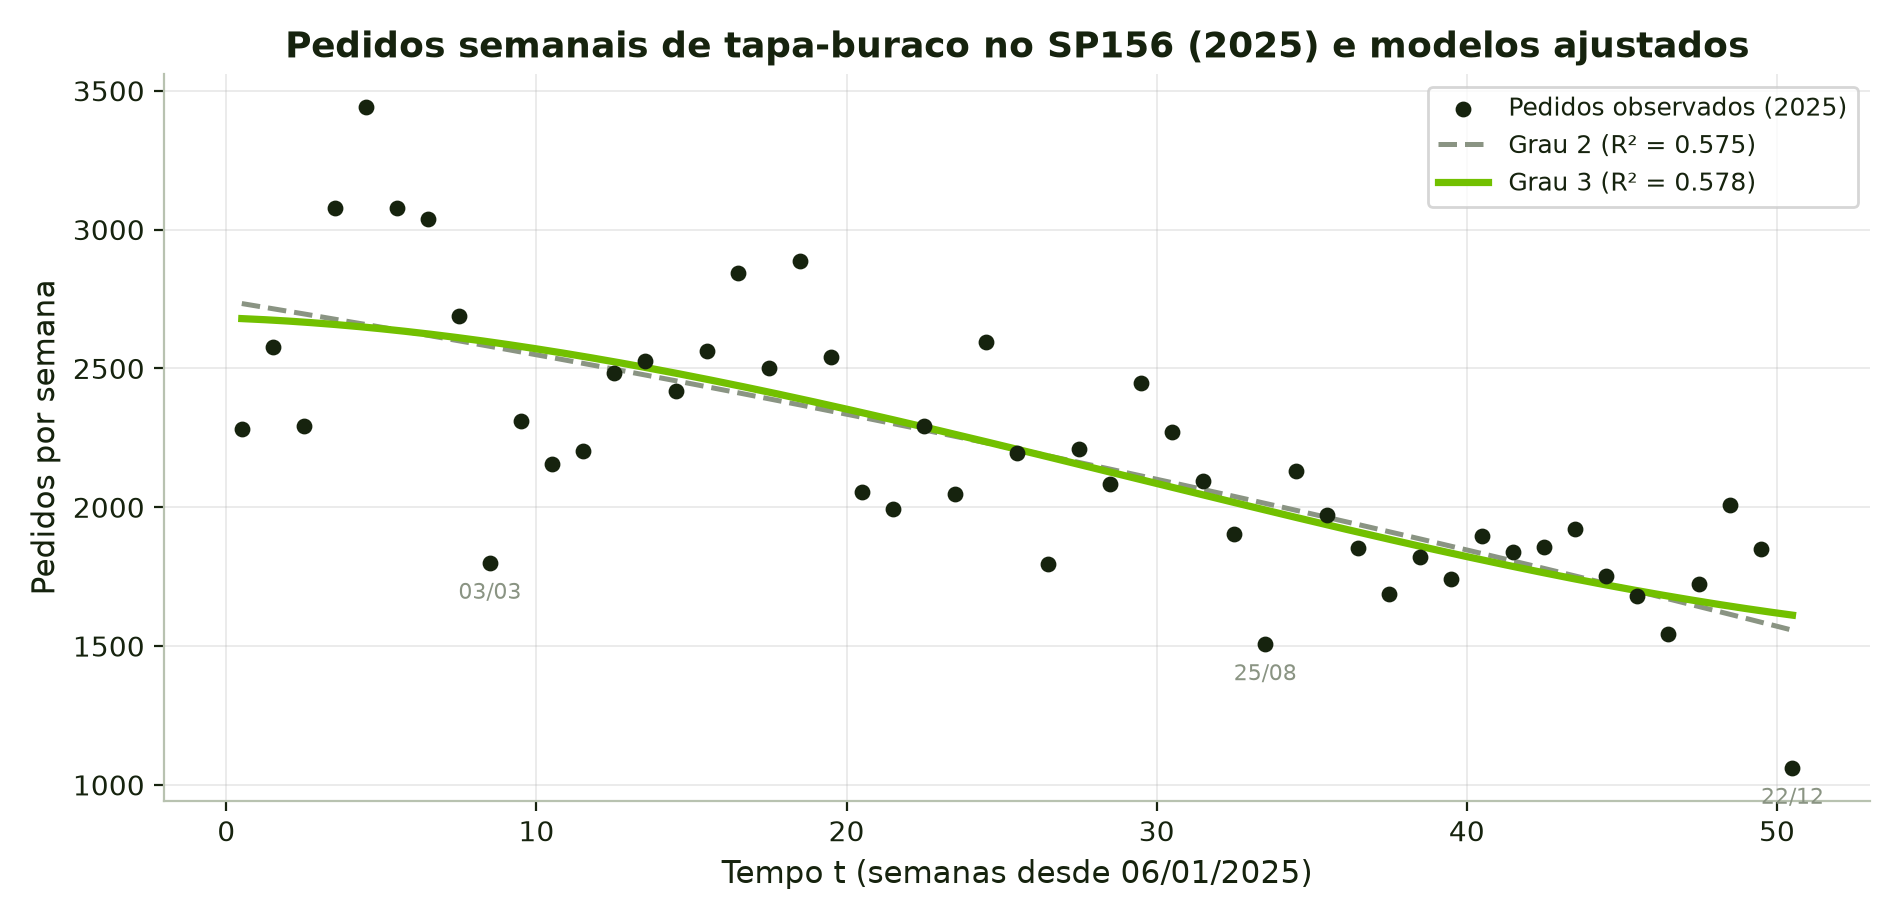 Pedidos semanais de tapa-buraco no SP156 (2025) e modelos ajustados
Pedidos por semana
3500
3000
2500
2000
1500
1000
Pedidos observados (2025)
Grau 2 (R² = 0.575)
Grau 3 (R² = 0.578)
03/03
25/08
22/12
0
10
20
30
40
50
Tempo t (semanas desde 06/01/2025)